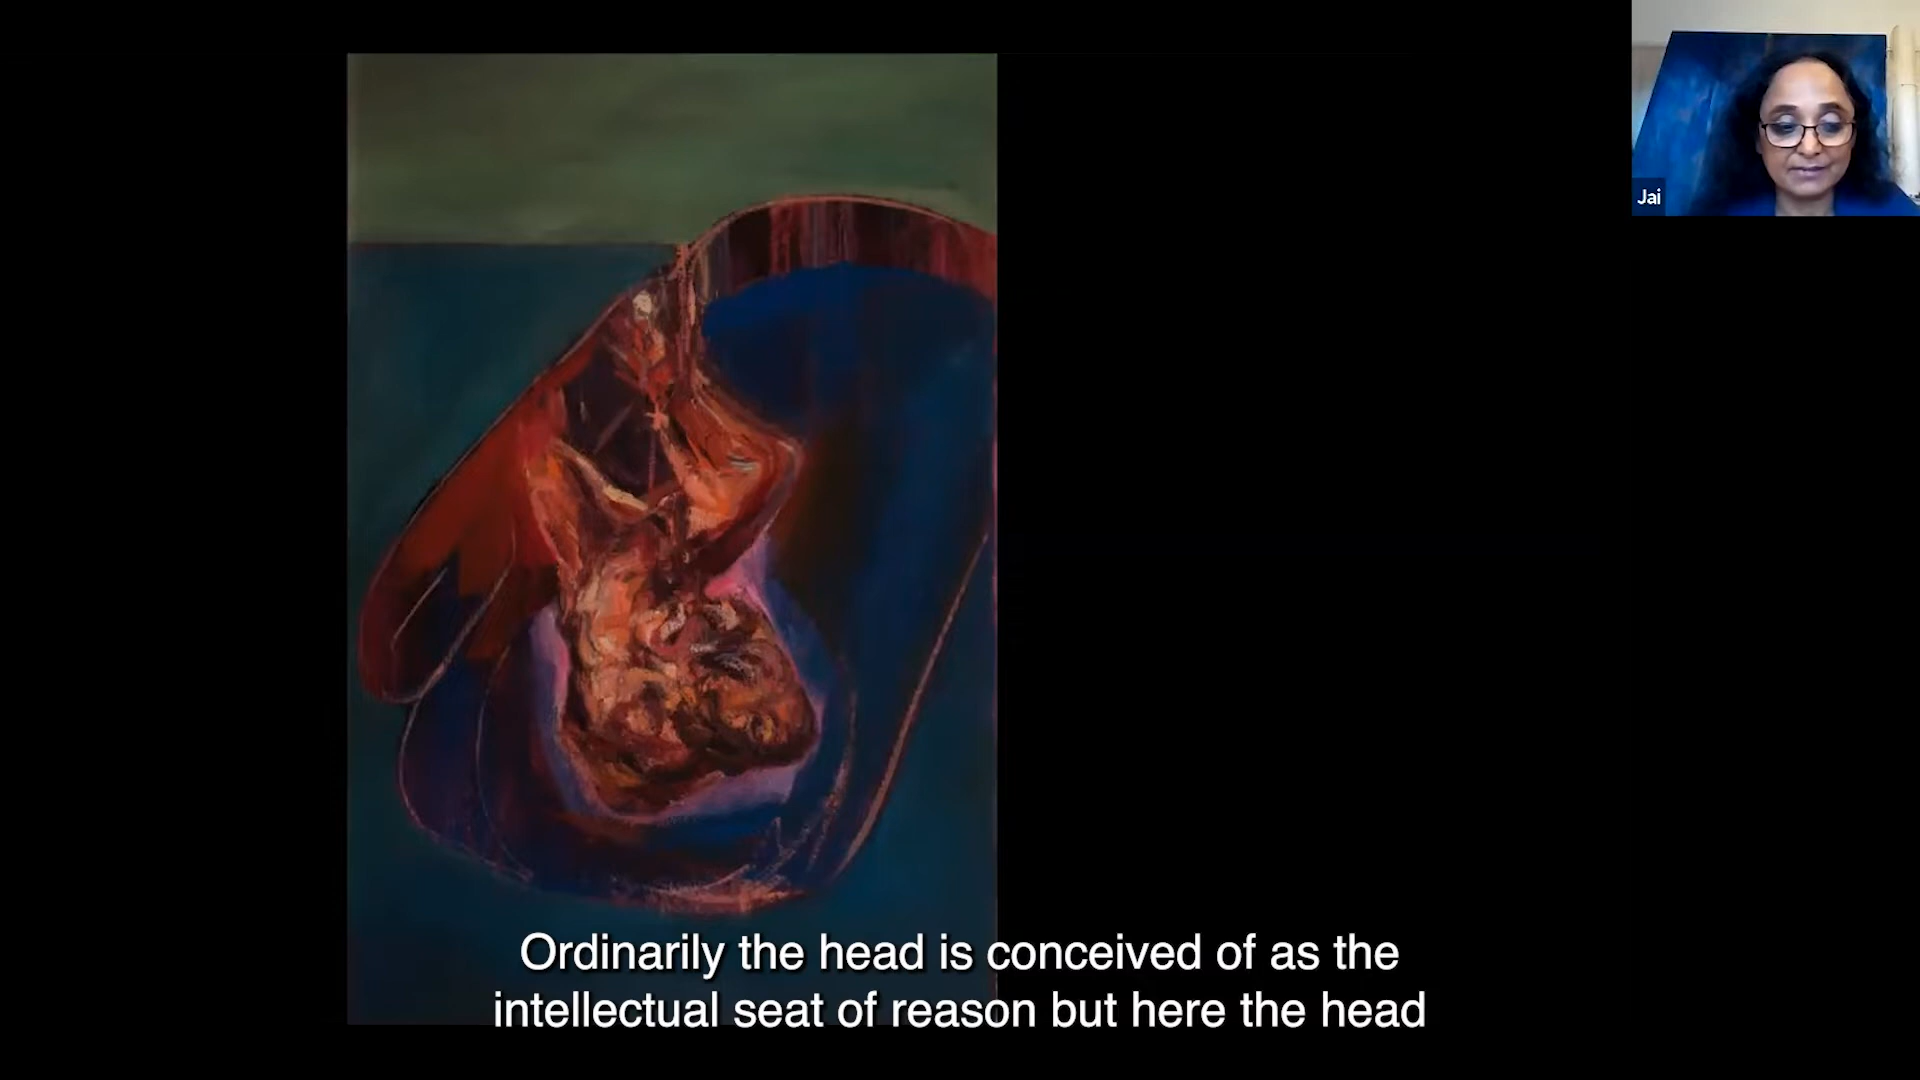 Jai
Ordinarily the head is conceived of as the
intellectual seat of reason but here the head